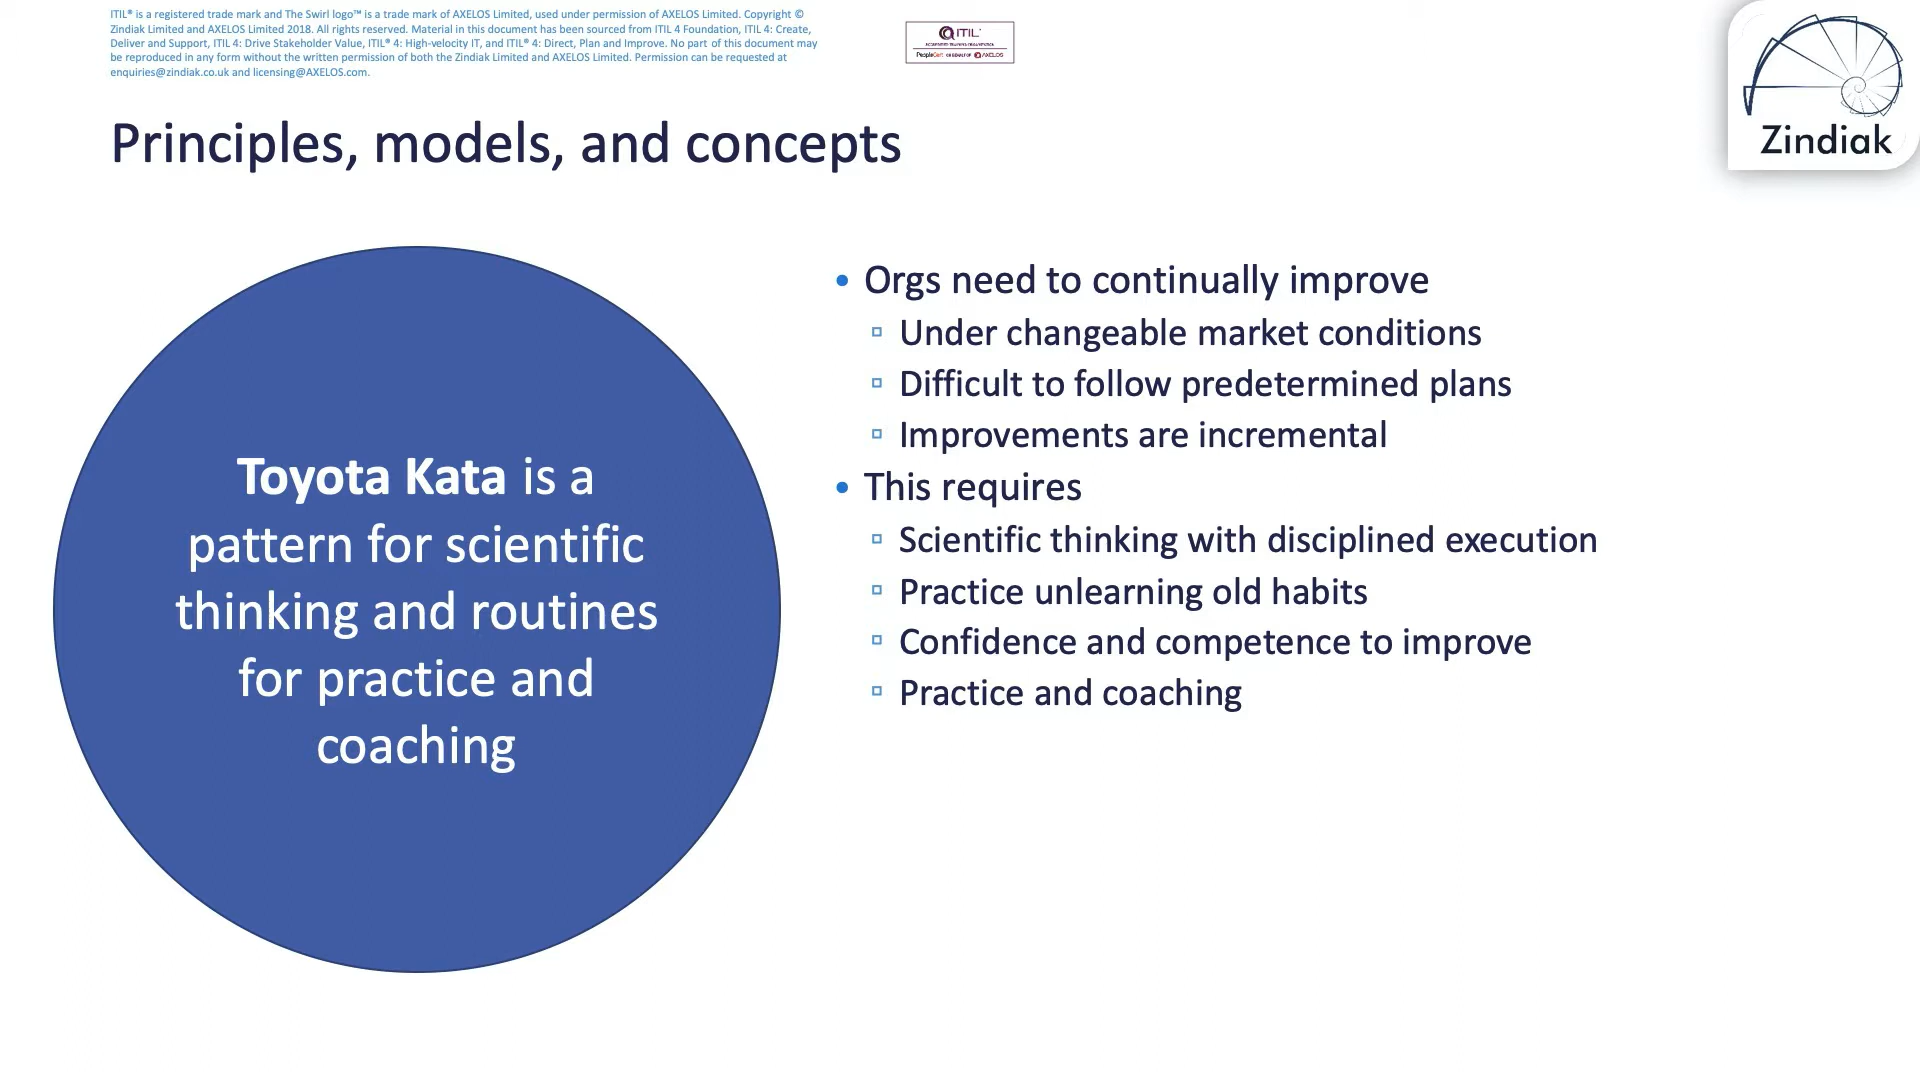 ITIL® is a registered trade mark and The Swirl logo™ is a trade mark of AXELOS Limited, used under permission of AXELOS Limited. Copyright ©
Zindiak Limited and AXELOS Limited 2018. All rights reserved. Material in this document has been sourced from ITIL 4 Foundation, ITIL 4: Create,
Deliver and Support, ITIL 4: Drive Stakeholder Value, ITIL® 4: High-velocity IT, and ITIL® 4: Direct, Plan and Improve. No part of this document may
be reproduced in any form without the written permission of both the Zindiak Limited and AXELOS Limited. Permission can be requested at
enquiries@zindiak.co.uk and licensing@AXELOS.com.
ITIL®
PeopleCert ON BEHALF OF AXELOS
Zindiak
Principles, models, and concepts
Toyota Kata is a
pattern for scientific
thinking and routines
for practice and
coaching
• Orgs need to continually improve
▫ Under changeable market conditions
▫ Difficult to follow predetermined plans
▫ Improvements are incremental
• This requires
▫ Scientific thinking with disciplined execution
▫ Practice unlearning old habits
▫ Confidence and competence to improve
▫ Practice and coaching